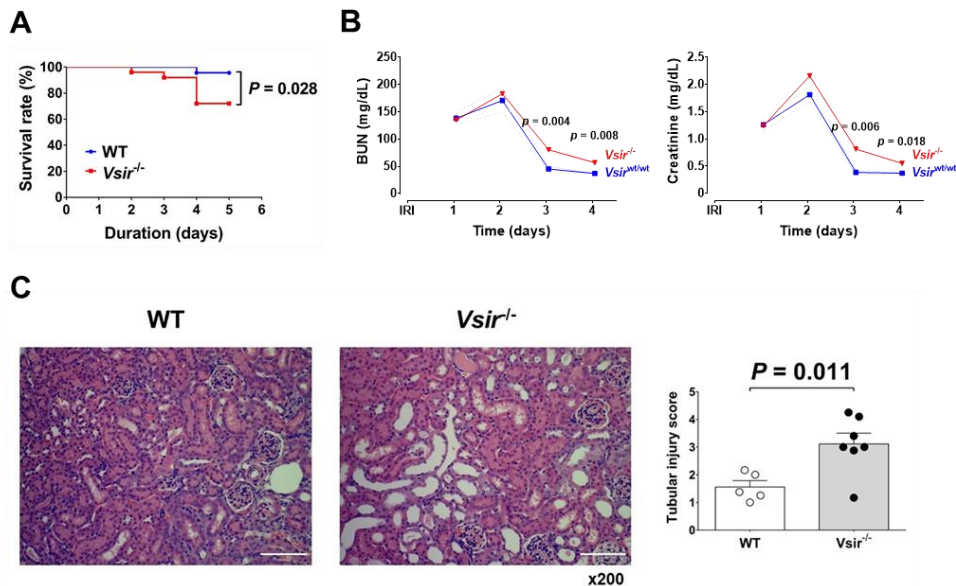 A
Survival rate (%)
100
80
60
40
20
0
P = 0.028
WT
Vsir-/-
0 1 2 3 4 5 6
Duration (days)
B
BUN (mg/dL)
250
200
150
100
50
0
p = 0.004
p = 0.008
Vsir-/-
Vsirwt/wt
IRI 1 2 3 4
Time (days)
Creatinine (mg/dL)
2.5
2.0
1.5
1.0
0.5
0.0
p = 0.006
p = 0.018
Vsir-/-
Vsirwt/wt
IRI 1 2 3 4
Time (days)
C
WT
Vsir-/-
x200
P = 0.011
Tubular injury score
5
4
3
2
1
0
WT Vsir-/-